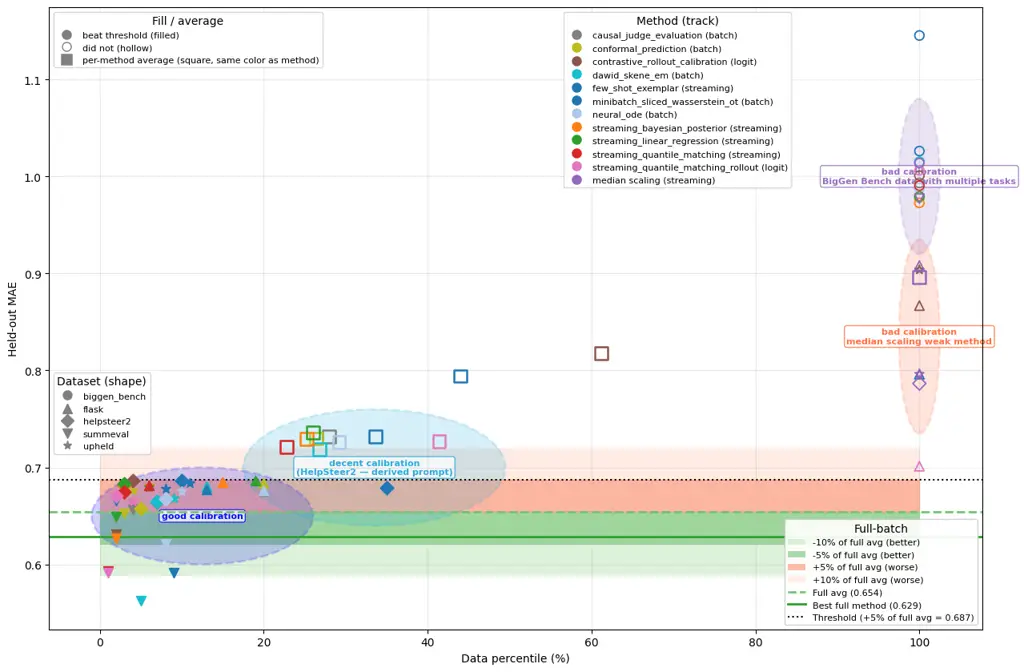 Fill / average
beat threshold (filled)
did not (hollow)
per-method average (square, same color as method)
Method (track)
causal_judge_evaluation (batch)
conformal_prediction (batch)
contrastive_rollout_calibration (logit)
dawid_skene_em (batch)
few_shot_exemplar (streaming)
minibatch_sliced_wasserstein_ot (batch)
neural_ode (batch)
streaming_bayesian_posterior (streaming)
streaming_linear_regression (streaming)
streaming_quantile_matching (streaming)
streaming_quantile_matching_rollout (logit)
median scaling (streaming)
bad calibration
BigGen Bench data with multiple tasks
bad calibration
median scaling weak method
Dataset (shape)
biggen_bench
flask
helpsteer2
summeval
upheld
decent calibration
(HelpSteer2 — derived prompt)
good calibration
Full-batch
-10% of full avg (better)
-5% of full avg (better)
+5% of full avg (worse)
+10% of full avg (worse)
Full avg (0.654)
Best full method (0.629)
Threshold (+5% of full avg = 0.687)
Held-out MAE
1.1
1.0
0.9
0.8
0.7
0.6
0
20
40
60
80
100
Data percentile (%)